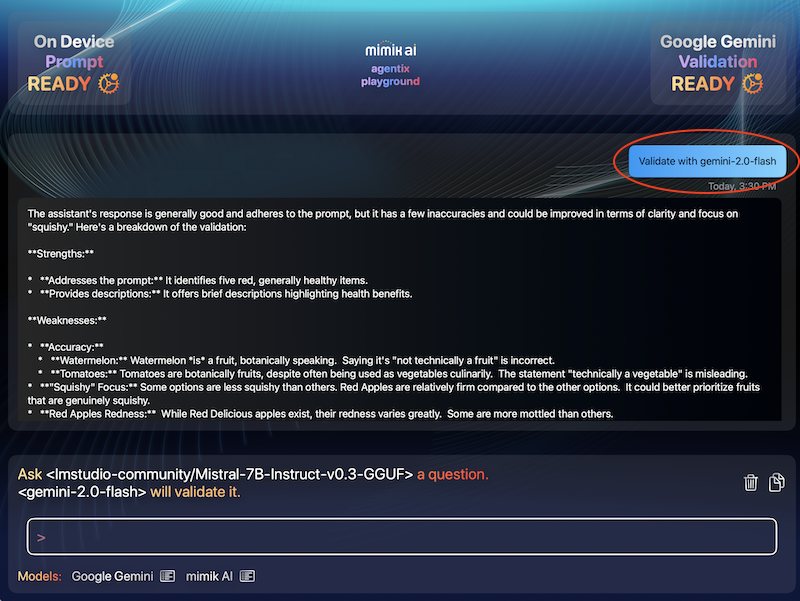 On Device
Prompt
READY
mimik ai
agentix
playground
Google Gemini
Validation
READY
Validate with gemini-2.0-flash
Today, 3:30 PM
The assistant's response is generally good and adheres to the prompt, but it has a few inaccuracies and could be improved in terms of clarity and focus on
"squishy." Here's a breakdown of the validation:
**Strengths:**
* **Addresses the prompt:** It identifies five red, generally healthy items.
* **Provides descriptions:** It offers brief descriptions highlighting health benefits.
**Weaknesses:**
* **Accuracy:**
* **Watermelon:** Watermelon *is* a fruit, botanically speaking. Saying it's "not technically a fruit" is incorrect.
* **Tomatoes:** Tomatoes are botanically fruits, despite often being used as vegetables culinarily. The statement "technically a vegetable" is misleading.
* **"Squishy" Focus:** Some options are less squishy than others. Red Apples are relatively firm compared to the other options. It could better prioritize fruits
that are genuinely squishy.
* **Red Apples Redness:** While Red Delicious apples exist, their redness varies greatly. Some are more mottled than others.
Ask <lmstudio-community/Mistral-7B-Instruct-v0.3-GGUF> a question.
<gemini-2.0-flash> will validate it.
>
Models: Google Gemini mimik AI